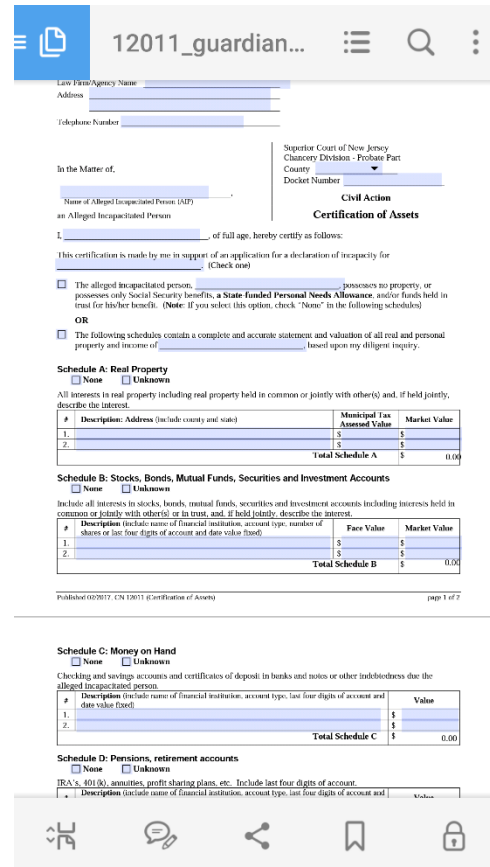 12011_guardian...
Law Firm/Agency Name
Address
Telephone Number
Superior Court of New Jersey
Chancery Division - Probate Part
In the Matter of,
County
Docket Number
,
Name of Alleged Incapacitated Person (AIP)
Civil Action
an Alleged Incapacitated Person
Certification of Assets
I, , of full age, hereby certify as follows:
This certification is made by me in support of an application for a declaration of incapacity for
. (Check one)
The alleged incapacitated person, , possesses no property, or
possesses only Social Security benefits, a State-funded Personal Needs Allowance, and/or funds held in
trust for his/her benefit. (Note: If you select this option, check "None" in the following schedules)
OR
The following schedules contain a complete and accurate statement and valuation of all real and personal
property and income of , based upon my diligent inquiry.
Schedule A: Real Property
None Unknown
All interests in real property including real property held in common or jointly with other(s) and, if held jointly,
describe the interest.
# Description: Address (include county and state) Municipal Tax Assessed Value Market Value
1. $ $
2. $ $
Total Schedule A $ 0.00
Schedule B: Stocks, Bonds, Mutual Funds, Securities and Investment Accounts
None Unknown
Include all interests in stocks, bonds, mutual funds, securities and investment accounts including interests held in
common or jointly with other(s) or in trust, and, if held jointly, describe the interest.
# Description (include name of financial institution, account type, number of
shares or last four digits of account and date value fixed) Face Value Market Value
1. $ $
2. $ $
Total Schedule B $ 0.00
Published 02/2017, CN 12011 (Certification of Assets) page 1 of 2
Schedule C: Money on Hand
None Unknown
Checking and savings accounts and certificates of deposit in banks and notes or other indebtedness due the
alleged incapacitated person.
# Description (include name of financial institution, account type, last four digits of account and
date value fixed) Value
1. $
2. $
Total Schedule C $ 0.00
Schedule D: Pensions, retirement accounts
None Unknown
IRA's, 401(k), annuities, profit sharing plans, etc. Include last four digits of account.
# Description (include name of financial institution, account type, last four digits of account and
Value